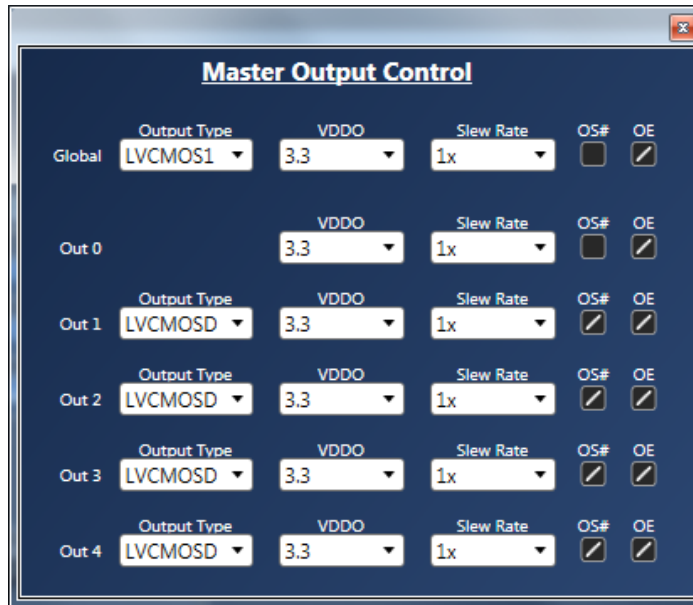 Master Output Control
Output Type VDDO Slew Rate OS# OE
Global LVCMOS1 3.3 1x
VDDO Slew Rate OS# OE
Out 0 3.3 1x
Output Type VDDO Slew Rate OS# OE
Out 1 LVCMOSD 3.3 1x
Output Type VDDO Slew Rate OS# OE
Out 2 LVCMOSD 3.3 1x
Output Type VDDO Slew Rate OS# OE
Out 3 LVCMOSD 3.3 1x
Output Type VDDO Slew Rate OS# OE
Out 4 LVCMOSD 3.3 1x